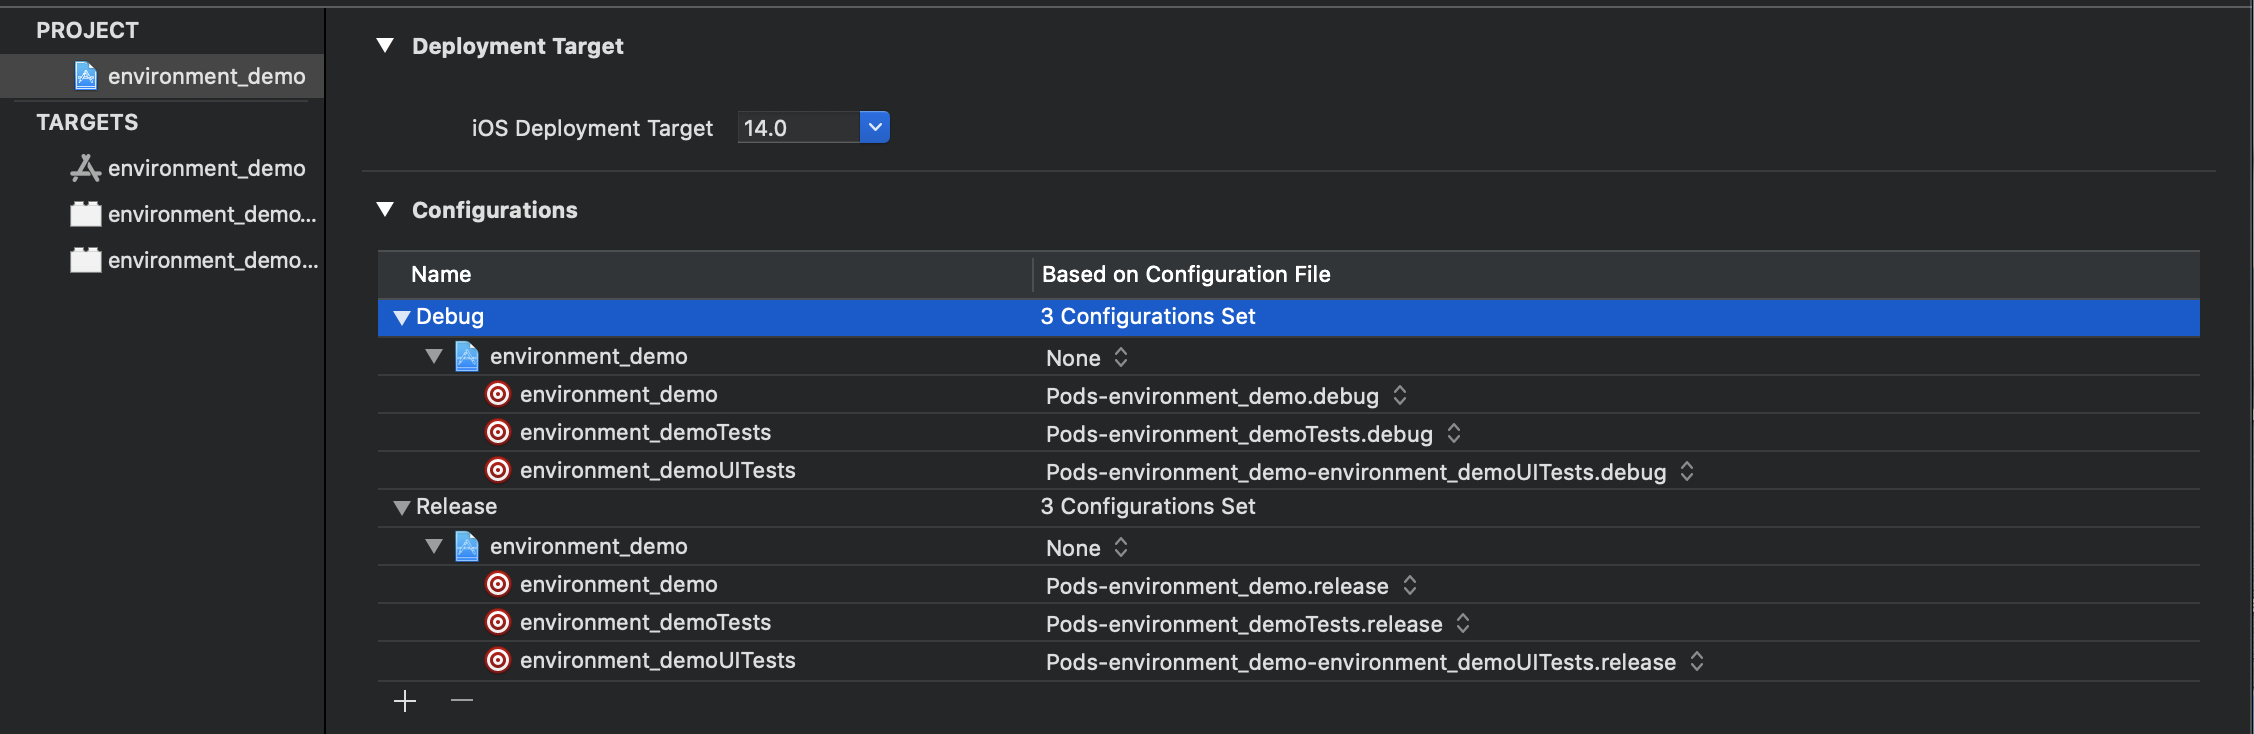 PROJECT
environment_demo
TARGETS
environment_demo
environment_demo...
environment_demo...
Deployment Target
iOS Deployment Target 14.0
Configurations
Name Based on Configuration File
Debug 3 Configurations Set
environment_demo None
environment_demo Pods-environment_demo.debug
environment_demoTests Pods-environment_demoTests.debug
environment_demoUITests Pods-environment_demo-environment_demoUITests.debug
Release 3 Configurations Set
environment_demo None
environment_demo Pods-environment_demo.release
environment_demoTests Pods-environment_demoTests.release
environment_demoUITests Pods-environment_demo-environment_demoUITests.release